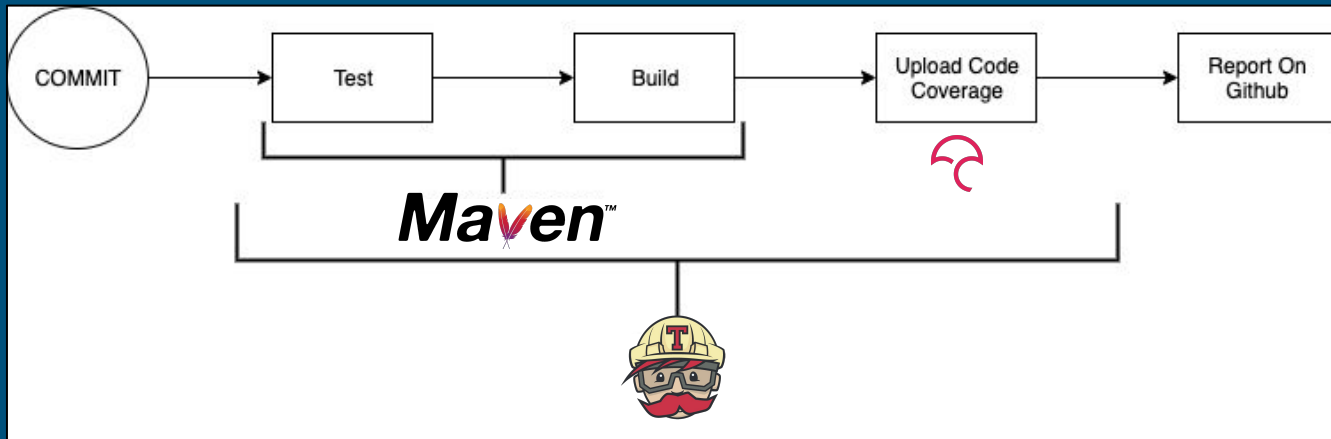 COMMIT
Test
Build
Upload Code
Coverage
Report On
Github
Maven™
T